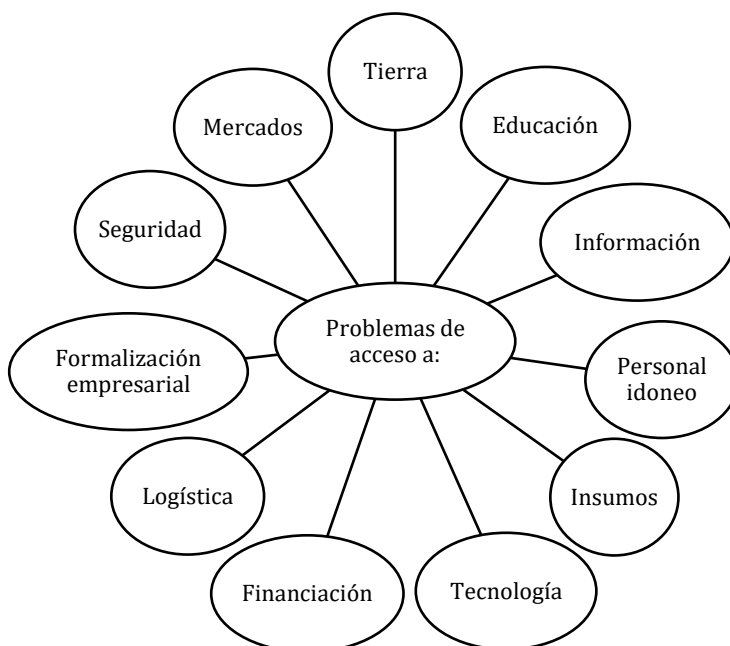 Tierra
Educación
Información
Personal
idoneo
Insumos
Tecnología
Financiación
Logística
Formalización
empresarial
Seguridad
Mercados
Problemas de
acceso a: